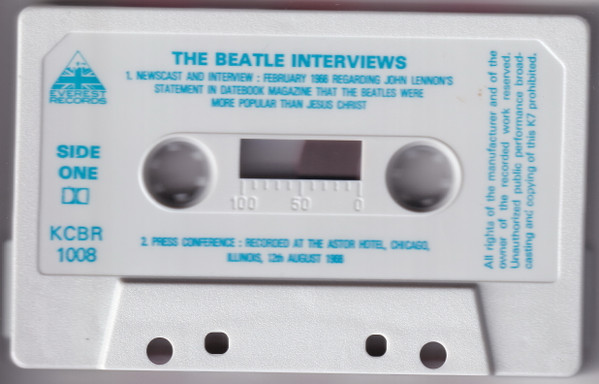 EVEREST
RECORDS
THE BEATLE INTERVIEWS
1. NEWSCAST AND INTERVIEW : FEBRUARY 1966 REGARDING JOHN LENNON'S
STATEMENT IN DATEBOOK MAGAZINE THAT THE BEATLES WERE
MORE POPULAR THAN JESUS CHRIST
SIDE
ONE
KCBR
1008
100 50 0
2. PRESS CONFERENCE : RECORDED AT THE ASTOR HOTEL, CHICAGO,
ILLINOIS, 12th AUGUST 1966
All rights of the manufacturer and of the
owner of the recorded work reserved.
Unauthorized public performance broad-
casting and copying of this K7 prohibited.